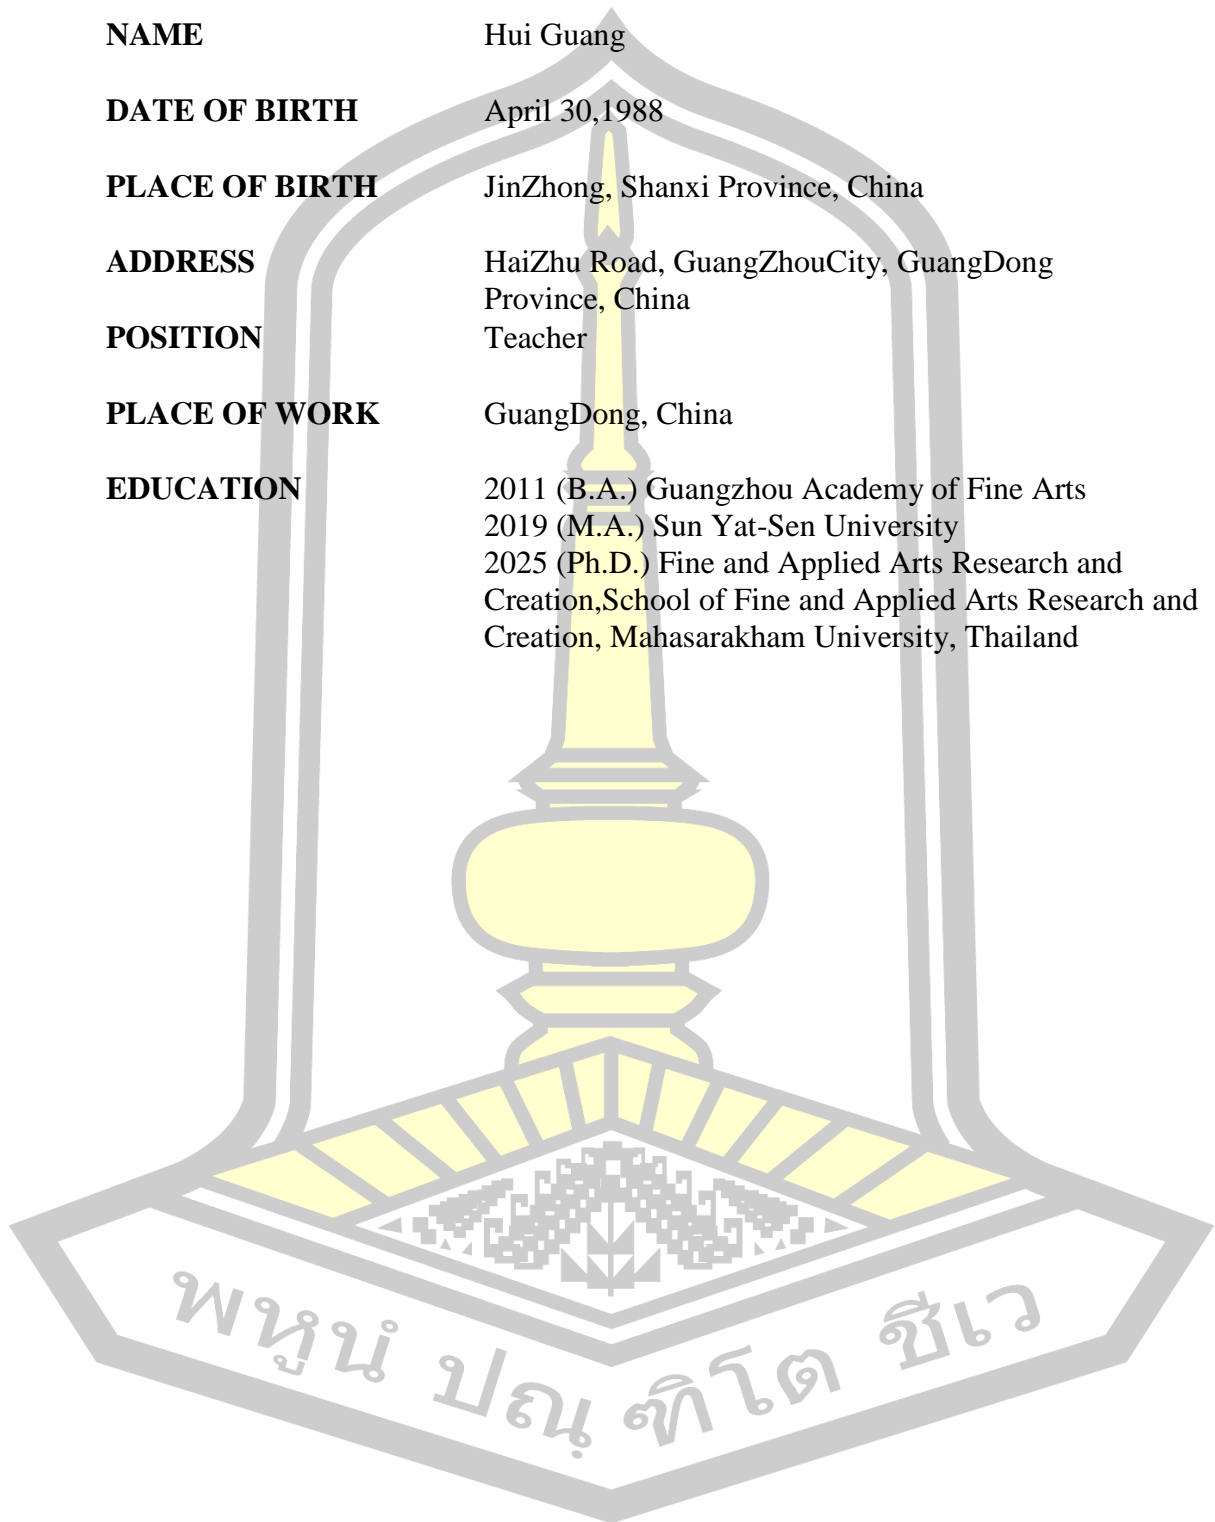 NAME Hui Guang
DATE OF BIRTH April 30,1988
PLACE OF BIRTH JinZhong, Shanxi Province, China
ADDRESS HaiZhu Road, GuangZhouCity, GuangDong
Province, China
POSITION Teacher
PLACE OF WORK GuangDong, China
EDUCATION 2011 (B.A.) Guangzhou Academy of Fine Arts
2019 (M.A.) Sun Yat-Sen University
2025 (Ph.D.) Fine and Applied Arts Research and
Creation,School of Fine and Applied Arts Research and
Creation, Mahasarakham University, Thailand
พหูนํ ปณฺ ฑิโต ชีเว